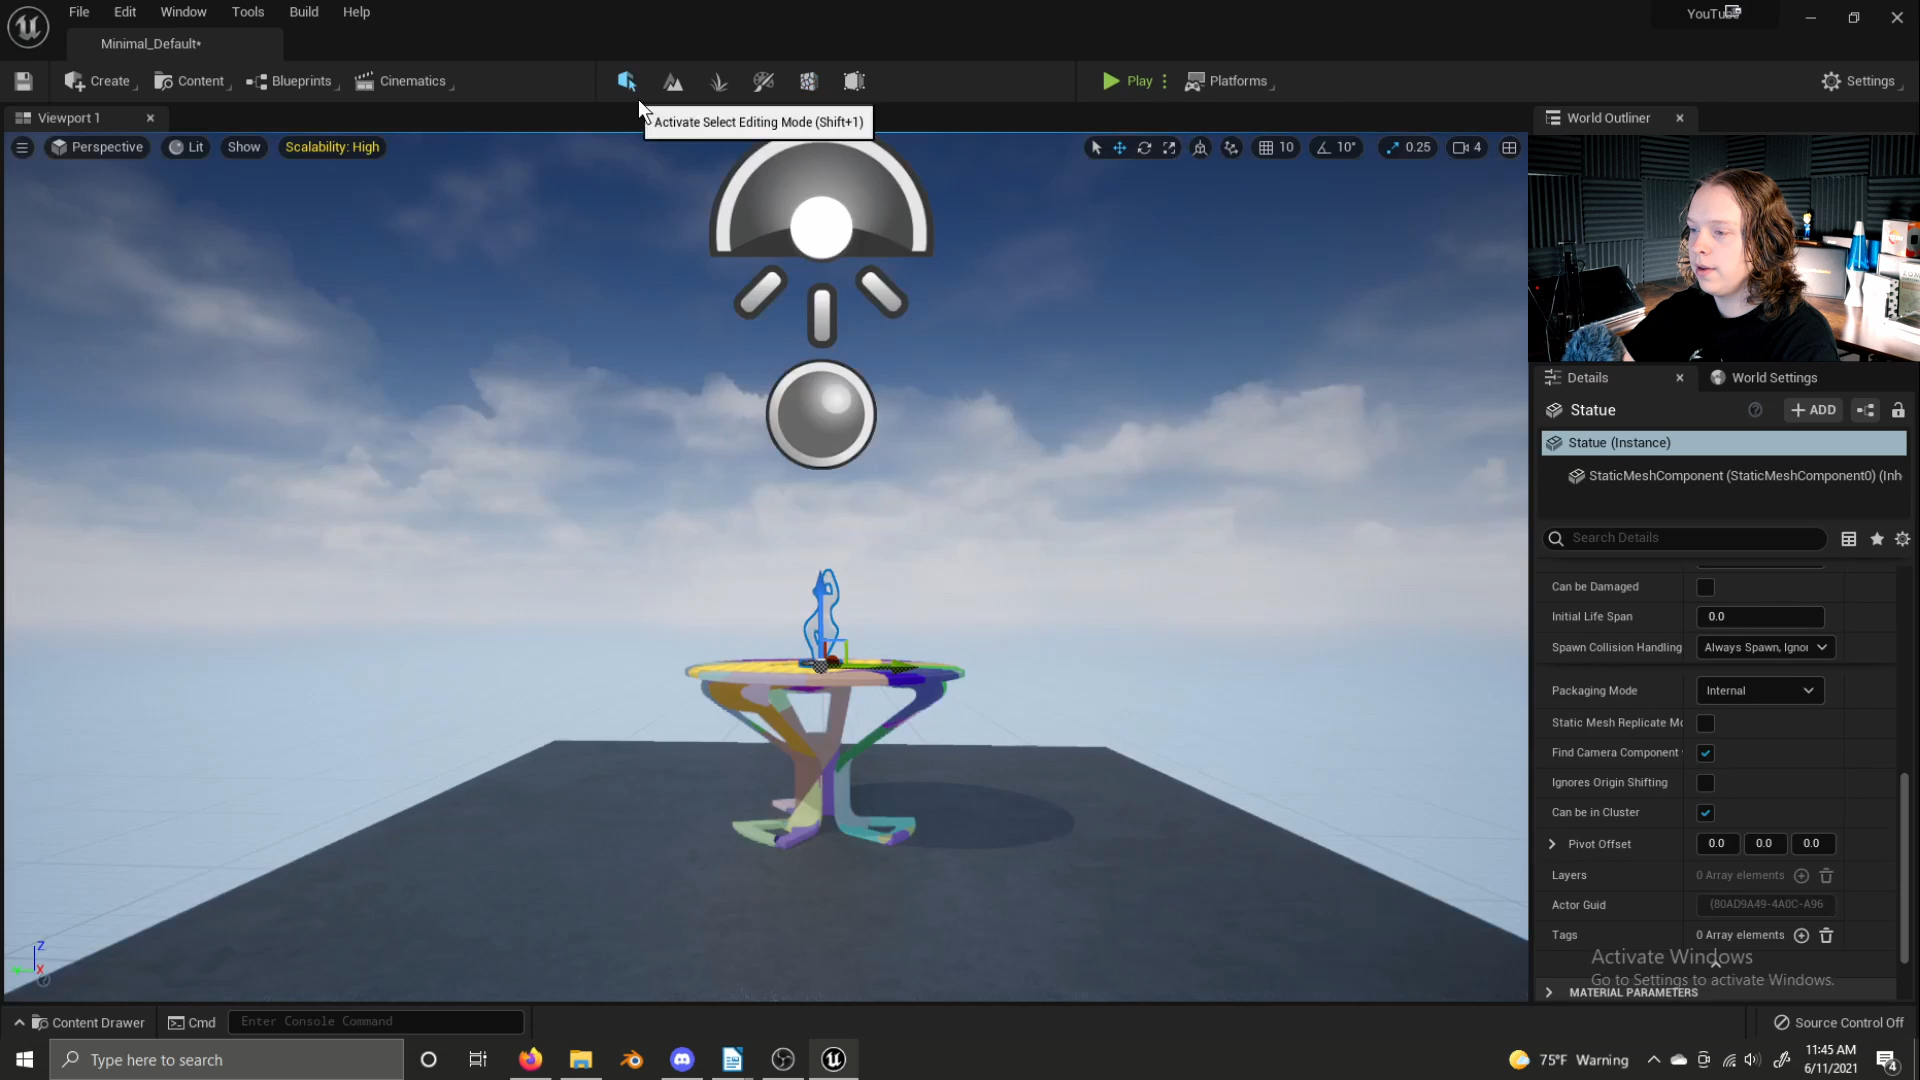 File Edit Window Tools Build Help
YouTube
Minimal_Default*
Create Content Blueprints Cinematics Play Platforms Settings
Viewport 1
Activate Select Editing Mode (Shift+1)
World Outliner
Perspective Lit Show Scalability: High 10 10° 0.25 4
Details World Settings
Statue ADD
Statue (Instance)
StaticMeshComponent (StaticMeshComponent0) (Inh
Search Details
Can be Damaged
Initial Life Span 0.0
Spawn Collision Handling Always Spawn, Ignor
Packaging Mode Internal
Static Mesh Replicate Mo
Find Camera Component
Ignores Origin Shifting
Can be in Cluster
Pivot Offset 0.0 0.0 0.0
Layers 0 Array elements
Actor Guid {80AD9A49-4A0C-A96
Tags 0 Array elements
Activate Windows
Go to Settings to activate Windows.
MATERIAL PARAMETERS
Z
X
Content Drawer Cmd Enter Console Command Source Control Off
Type here to search
75°F Warning
11:45 AM
6/11/2021
4